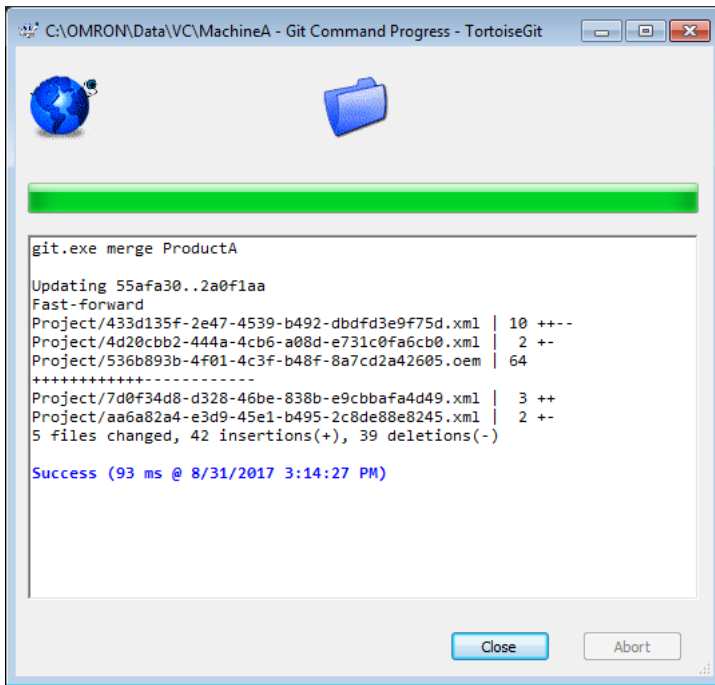 C:\OMRON\Data\VC\MachineA - Git Command Progress - TortoiseGit
git.exe merge ProductA
Updating 55afa30..2a0f1aa
Fast-forward
Project/433d135f-2e47-4539-b492-dbdfd3e9f75d.xml | 10 ++--
Project/4d20cbb2-444a-4cb6-a08d-e731c0fa6cb0.xml | 2 +-
Project/536b893b-4f01-4c3f-b48f-8a7cd2a42605.oem | 64
++++++++++++------------
Project/7d0f34d8-d328-46be-838b-e9cbbafa4d49.xml | 3 ++
Project/aa6a82a4-e3d9-45e1-b495-2c8de88e8245.xml | 2 +-
5 files changed, 42 insertions(+), 39 deletions(-)
Success (93 ms @ 8/31/2017 3:14:27 PM)
Close
Abort